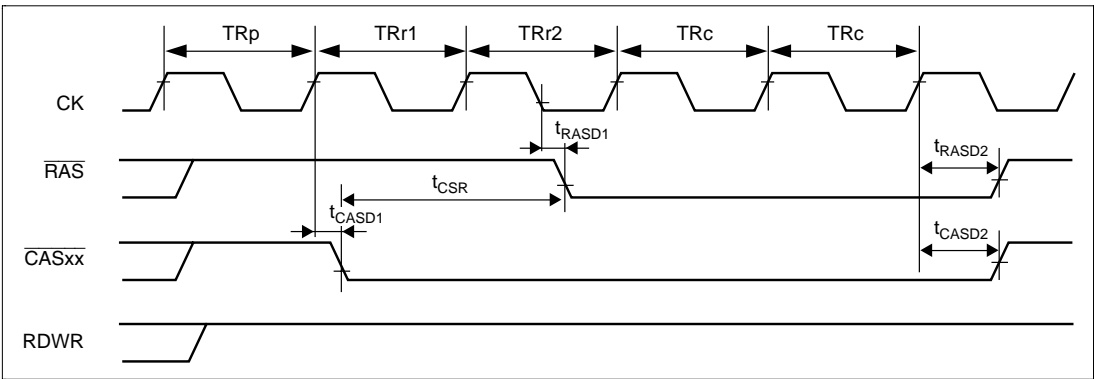 TRp TRr1 TRr2 TRc TRc
CK
tRASD1
RAS
tRASD2
tCSR
tCASD1
tCASD2
CASxx
RDWR